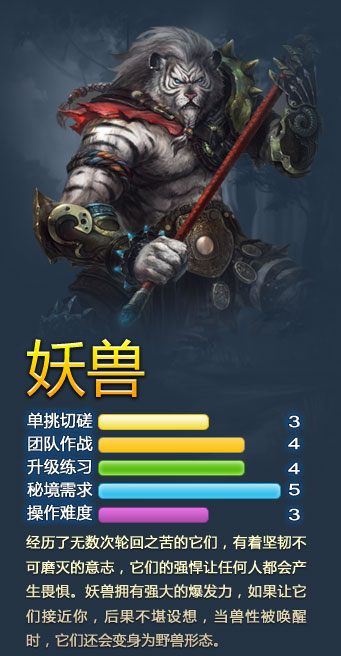 妖兽
单挑切磋 3
团队作战 4
升级练习 4
秘境需求 5
操作难度 3
经历了无数次轮回之苦的它们，有着坚韧不
可磨灭的意志，它们的强悍让任何人都会产
生畏惧。妖兽拥有强大的爆发力，如果让它
们接近你，后果不堪设想，当兽性被唤醒
时，它们还会变身为野兽形态。